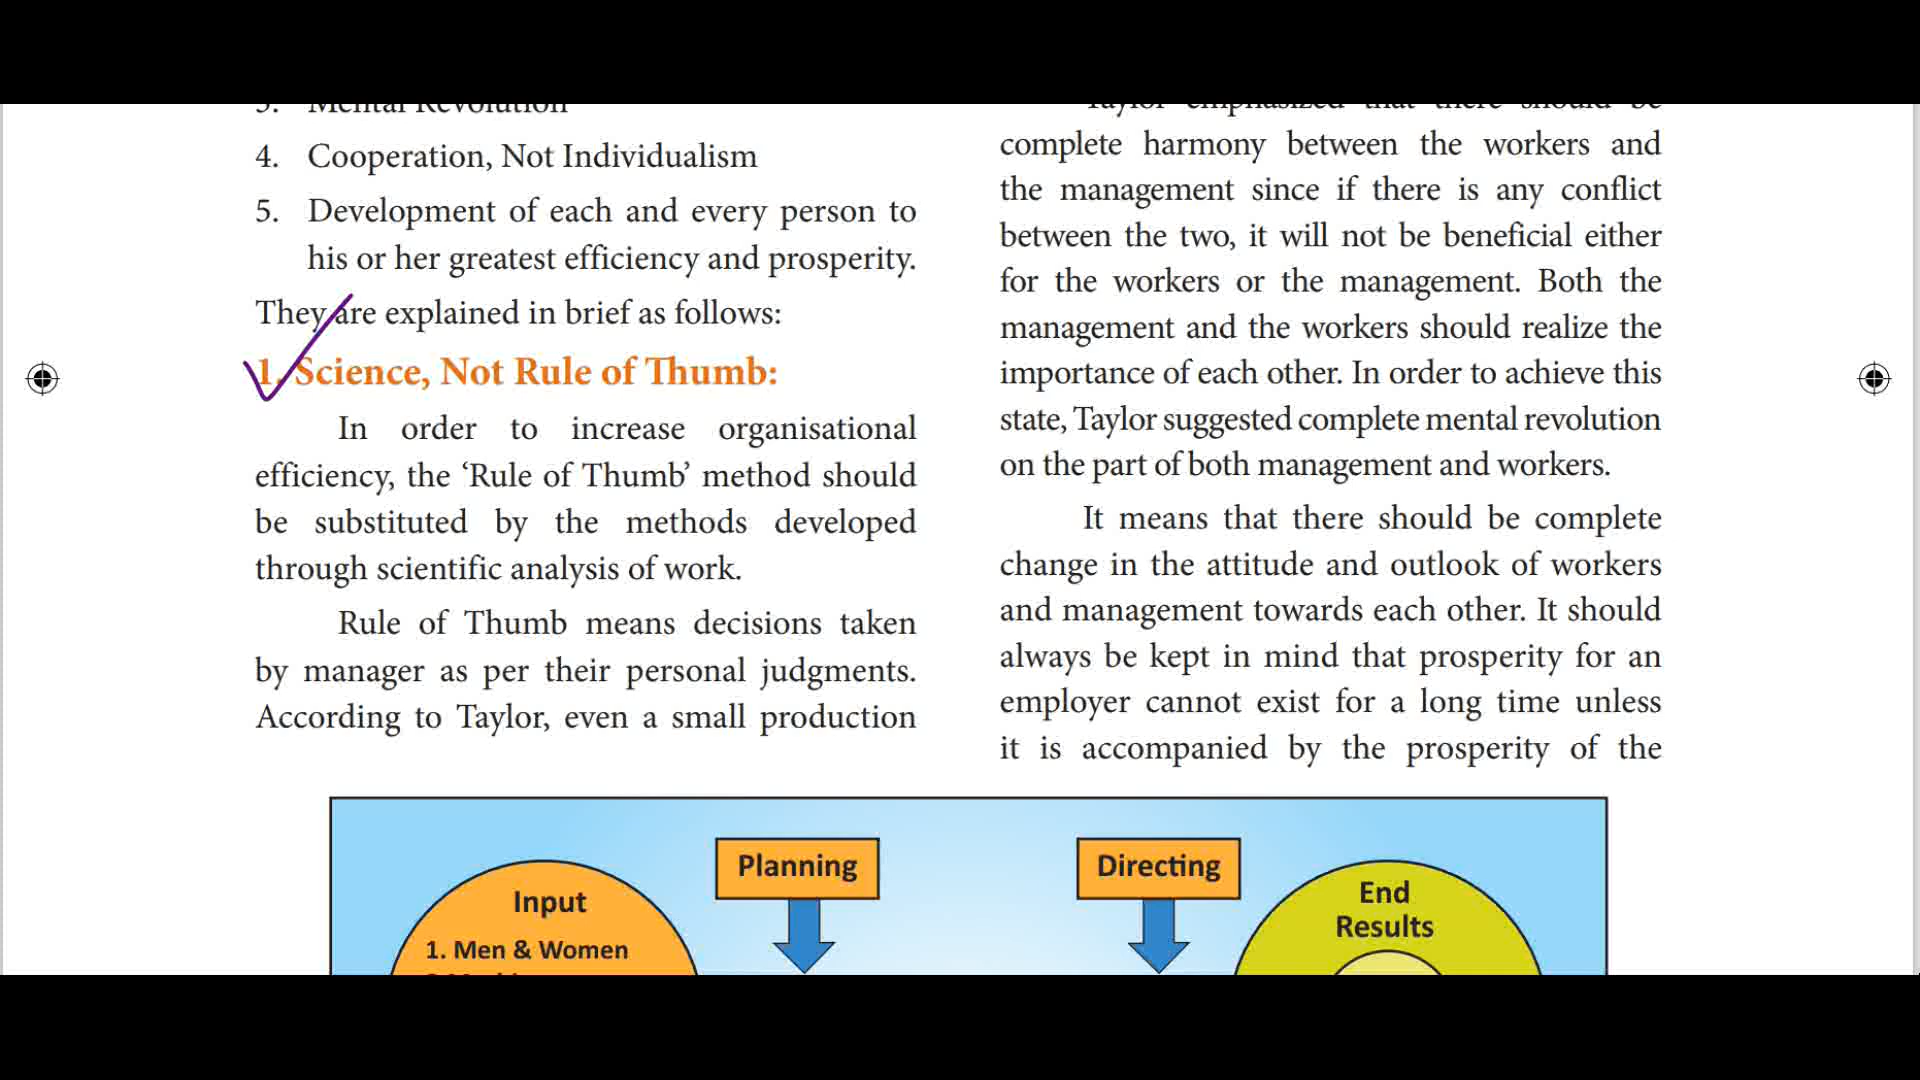 3. Mental Revolution
4. Cooperation, Not Individualism
5. Development of each and every person to
his or her greatest efficiency and prosperity.
They are explained in brief as follows:
1. Science, Not Rule of Thumb:
In order to increase organisational
efficiency, the ‘Rule of Thumb’ method should
be substituted by the methods developed
through scientific analysis of work.
Rule of Thumb means decisions taken
by manager as per their personal judgments.
According to Taylor, even a small production
Taylor emphasized that there should be
complete harmony between the workers and
the management since if there is any conflict
between the two, it will not be beneficial either
for the workers or the management. Both the
management and the workers should realize the
importance of each other. In order to achieve this
state, Taylor suggested complete mental revolution
on the part of both management and workers.
It means that there should be complete
change in the attitude and outlook of workers
and management towards each other. It should
always be kept in mind that prosperity for an
employer cannot exist for a long time unless
it is accompanied by the prosperity of the
Planning
Directing
Input
1. Men & Women
End
Results